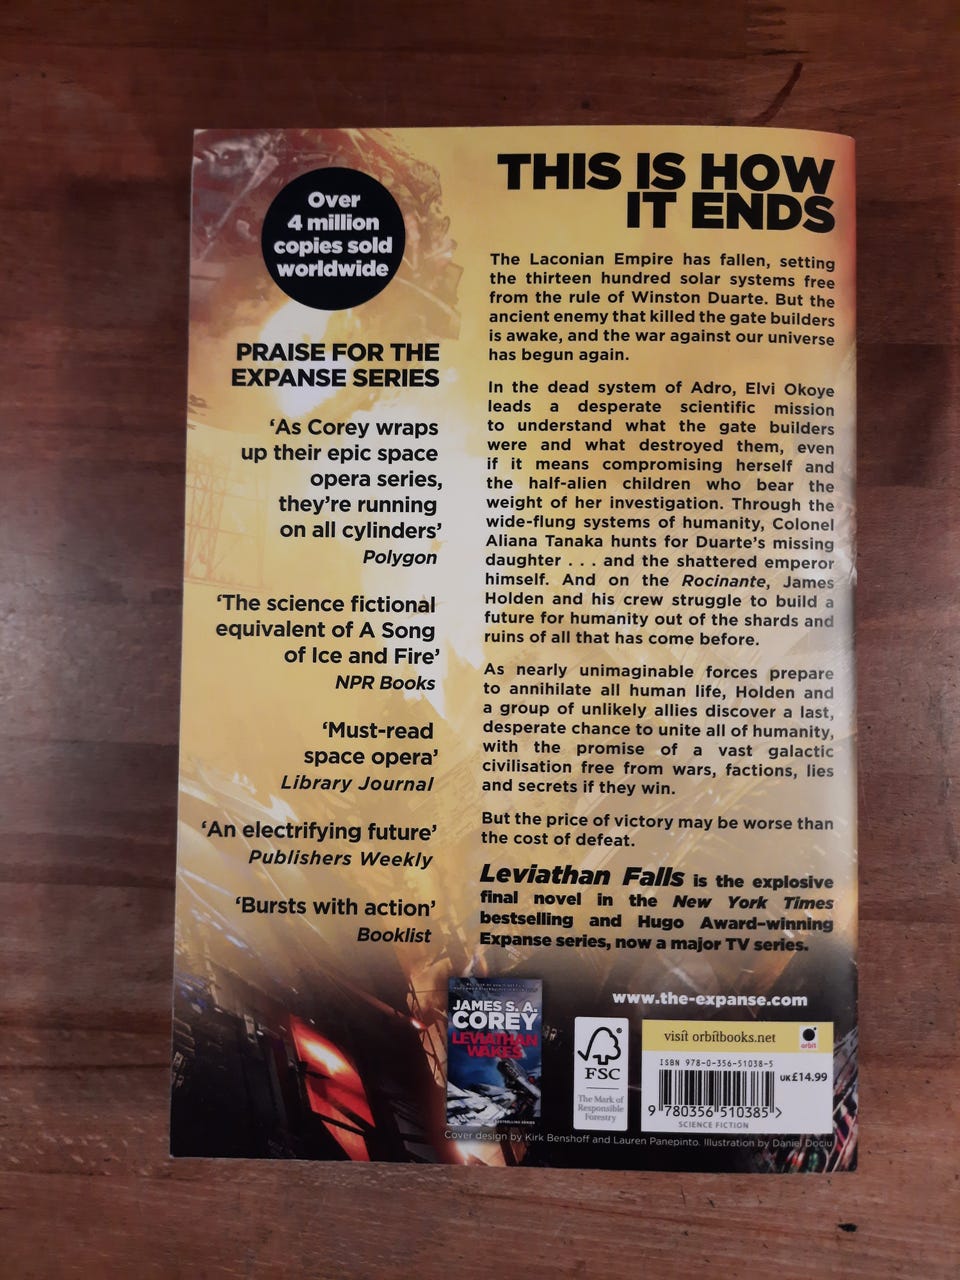 Over
4 million
copies sold
worldwide
PRAISE FOR THE
EXPANSE SERIES
‘As Corey wraps
up their epic space
opera series,
they’re running
on all cylinders’
Polygon
‘The science fictional
equivalent of A Song
of Ice and Fire’
NPR Books
‘Must-read
space opera’
Library Journal
‘An electrifying future’
Publishers Weekly
‘Bursts with action’
Booklist
THIS IS HOW
IT ENDS
The Laconian Empire has fallen, setting
the thirteen hundred solar systems free
from the rule of Winston Duarte. But the
ancient enemy that killed the gate builders
is awake, and the war against our universe
has begun again.
In the dead system of Adro, Elvi Okoye
leads a desperate scientific mission
to understand what the gate builders
were and what destroyed them, even
if it means compromising herself and
the half-alien children who bear the
weight of her investigation. Through the
wide-flung systems of humanity, Colonel
Aliana Tanaka hunts for Duarte’s missing
daughter . . . and the shattered emperor
himself. And on the Rocinante, James
Holden and his crew struggle to build a
future for humanity out of the shards and
ruins of all that has come before.
As nearly unimaginable forces prepare
to annihilate all human life, Holden and
a group of unlikely allies discover a last,
desperate chance to unite all of humanity,
with the promise of a vast galactic
civilisation free from wars, factions, lies
and secrets if they win.
But the price of victory may be worse than
the cost of defeat.
Leviathan Falls is the explosive
final novel in the New York Times
bestselling and Hugo Award–winning
Expanse series, now a major TV series.
JAMES S. A.
COREY
LEVIATHAN
WAKES
www.the-expanse.com
FSC
The Mark of
Responsible
Forestry
visit orbitbooks.net
orbit
ISBN 978-0-356-51038-5
UK £14.99
9 780356 510385 >
SCIENCE FICTION
Cover design by Kirk Benshoff and Lauren Panepinto. Illustration by Daniel Dociu